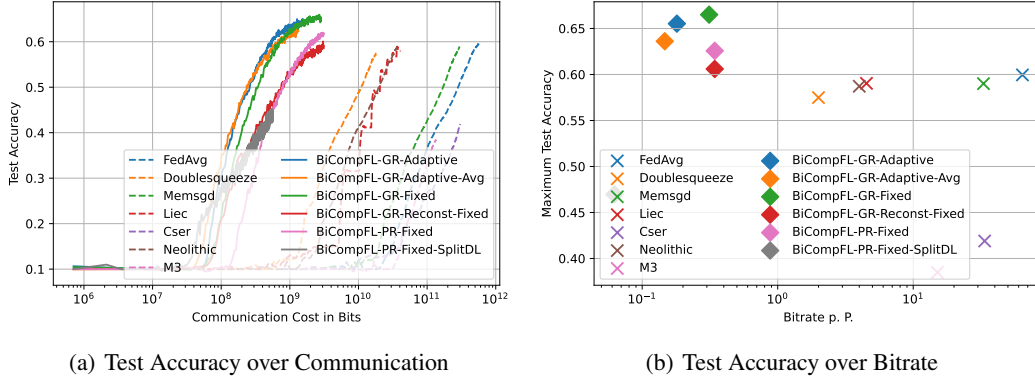 Test Accuracy
0.6
0.5
0.4
0.3
0.2
0.1
FedAvg
Doublesqueeze
Memsgd
Liec
Cser
Neolithic
M3
BiCompFL-GR-Adaptive
BiCompFL-GR-Adaptive-Avg
BiCompFL-GR-Fixed
BiCompFL-GR-Reconst-Fixed
BiCompFL-PR-Fixed
BiCompFL-PR-Fixed-SplitDL
10^6 10^7 10^8 10^9 10^10 10^11 10^12
Communication Cost in Bits
(a) Test Accuracy over Communication
Maximum Test Accuracy
0.65
0.60
0.55
0.50
0.45
0.40
FedAvg
Doublesqueeze
Memsgd
Liec
Cser
Neolithic
M3
BiCompFL-GR-Adaptive
BiCompFL-GR-Adaptive-Avg
BiCompFL-GR-Fixed
BiCompFL-GR-Reconst-Fixed
BiCompFL-PR-Fixed
BiCompFL-PR-Fixed-SplitDL
10^−1 10^0 10^1
Bitrate p. P.
(b) Test Accuracy over Bitrate